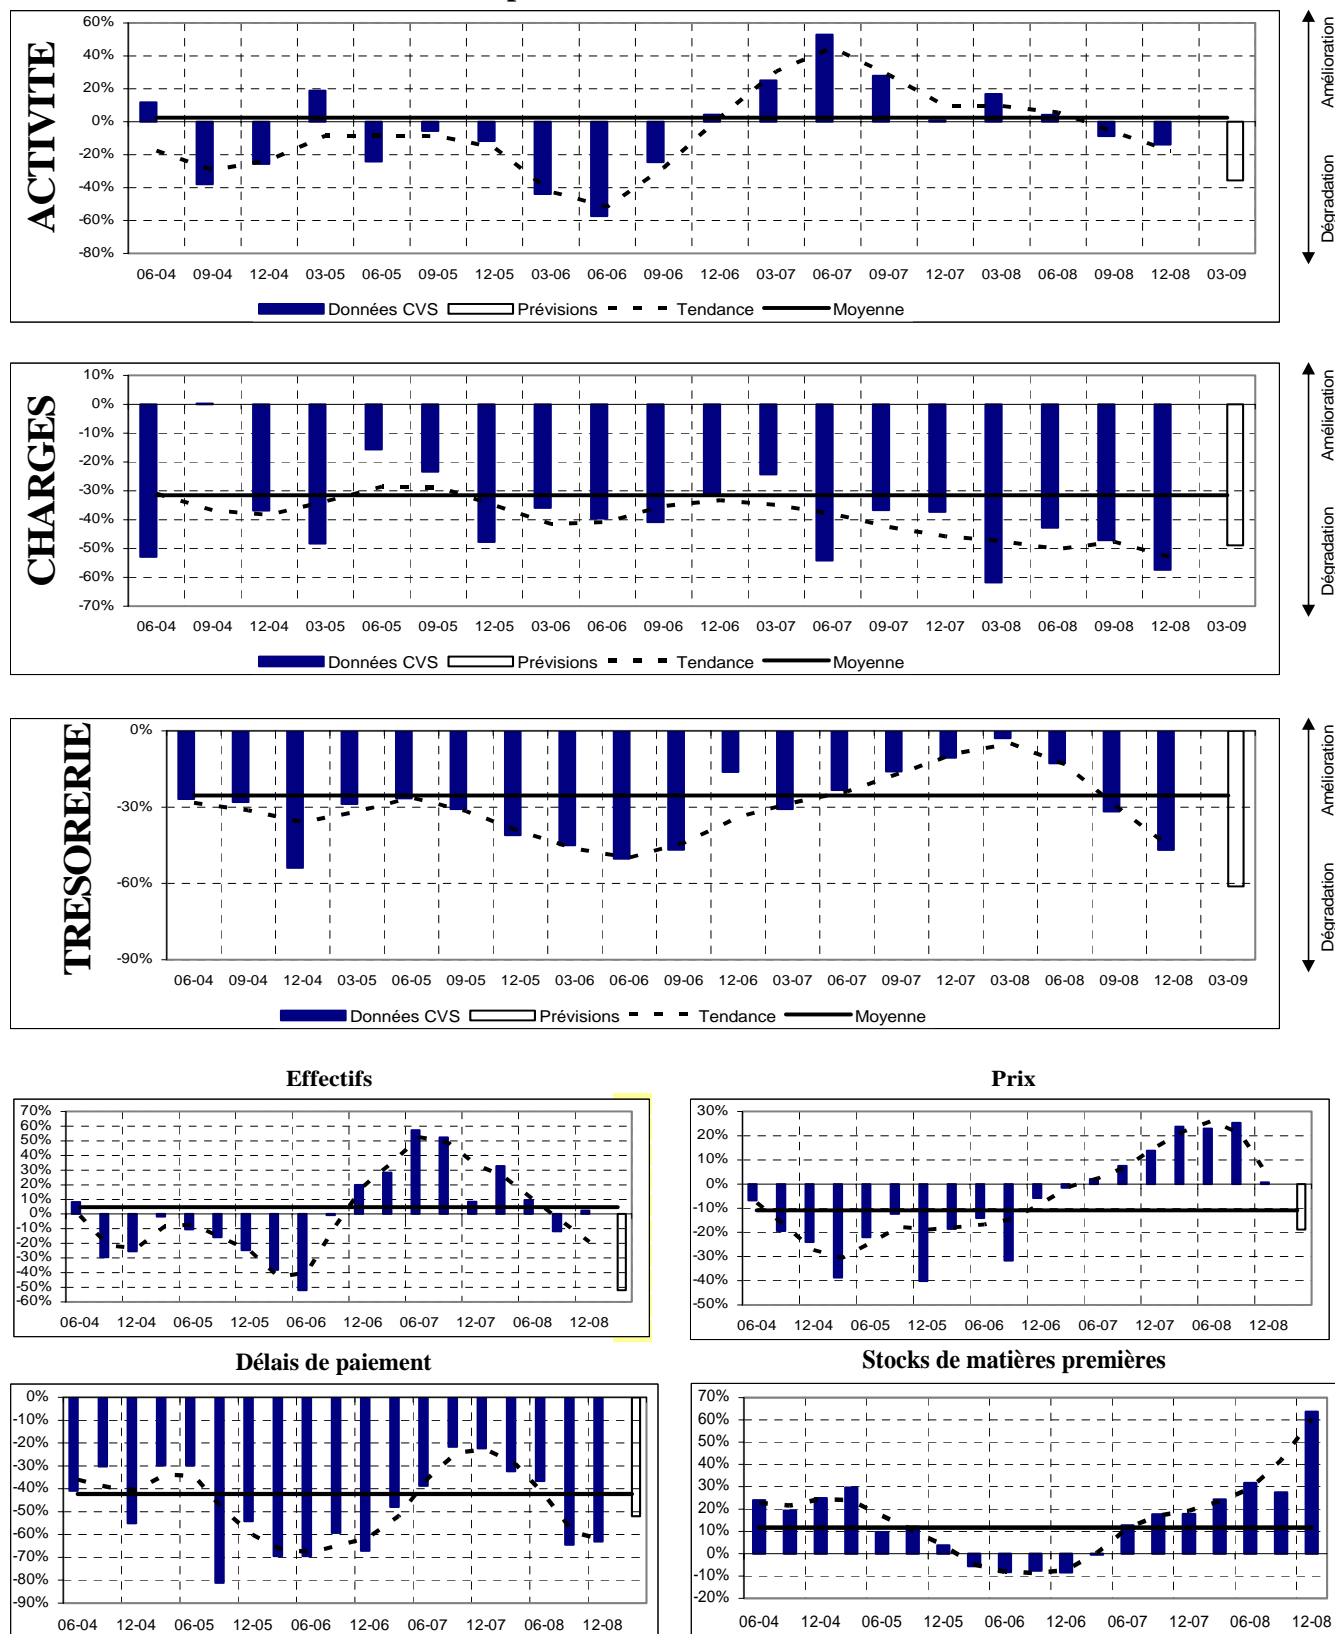 60%
40%
20%
0%
-20%
-40%
-60%
-80%
ACTIVITE
Amélioration
Dégradation
06-04 09-04 12-04 03-05 06-05 09-05 12-05 03-06 06-06 09-06 12-06 03-07 06-07 09-07 12-07 03-08 06-08 09-08 12-08 03-09
Données CVS Prévisions Tendance Moyenne
10%
0%
-10%
-20%
-30%
-40%
-50%
-60%
-70%
CHARGES
Amélioration
Dégradation
06-04 09-04 12-04 03-05 06-05 09-05 12-05 03-06 06-06 09-06 12-06 03-07 06-07 09-07 12-07 03-08 06-08 09-08 12-08 03-09
Données CVS Prévisions Tendance Moyenne
0%
-30%
-60%
-90%
TRESORERIE
Amélioration
Dégradation
06-04 09-04 12-04 03-05 06-05 09-05 12-05 03-06 06-06 09-06 12-06 03-07 06-07 09-07 12-07 03-08 06-08 09-08 12-08 03-09
Données CVS Prévisions Tendance Moyenne
Effectifs
70%
60%
50%
40%
30%
20%
10%
0%
-10%
-20%
-30%
-40%
-50%
-60%
06-04 12-04 06-05 12-05 06-06 12-06 06-07 12-07 06-08 12-08
Prix
30%
20%
10%
0%
-10%
-20%
-30%
-40%
-50%
06-04 12-04 06-05 12-05 06-06 12-06 06-07 12-07 06-08 12-08
Délais de paiement
0%
-10%
-20%
-30%
-40%
-50%
-60%
-70%
-80%
-90%
06-04 12-04 06-05 12-05 06-06 12-06 06-07 12-07 06-08 12-08
Stocks de matières premières
70%
60%
50%
40%
30%
20%
10%
0%
-10%
-20%
06-04 12-04 06-05 12-05 06-06 12-06 06-07 12-07 06-08 12-08